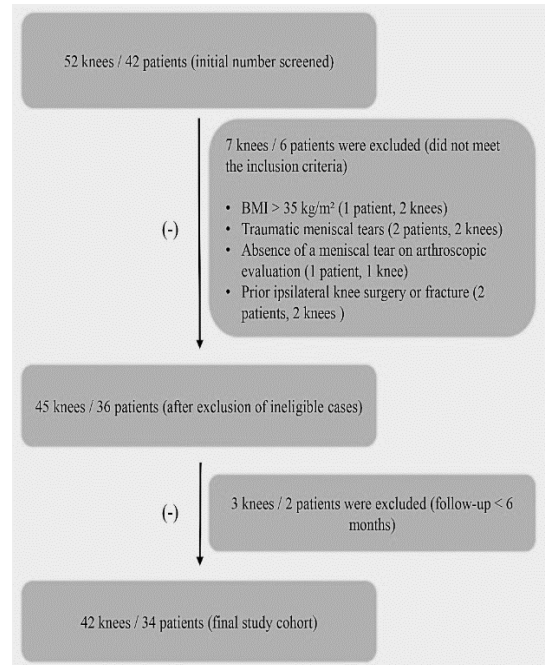 52 knees / 42 patients (initial number screened)
(-)
7 knees / 6 patients were excluded (did not meet
the inclusion criteria)
• BMI > 35 kg/m² (1 patient, 2 knees)
• Traumatic meniscal tears (2 patients, 2 knees)
• Absence of a meniscal tear on arthroscopic
evaluation (1 patient, 1 knee)
• Prior ipsilateral knee surgery or fracture (2
patients, 2 knees )
45 knees / 36 patients (after exclusion of ineligible cases)
(-)
3 knees / 2 patients were excluded (follow-up < 6
months)
42 knees / 34 patients (final study cohort)